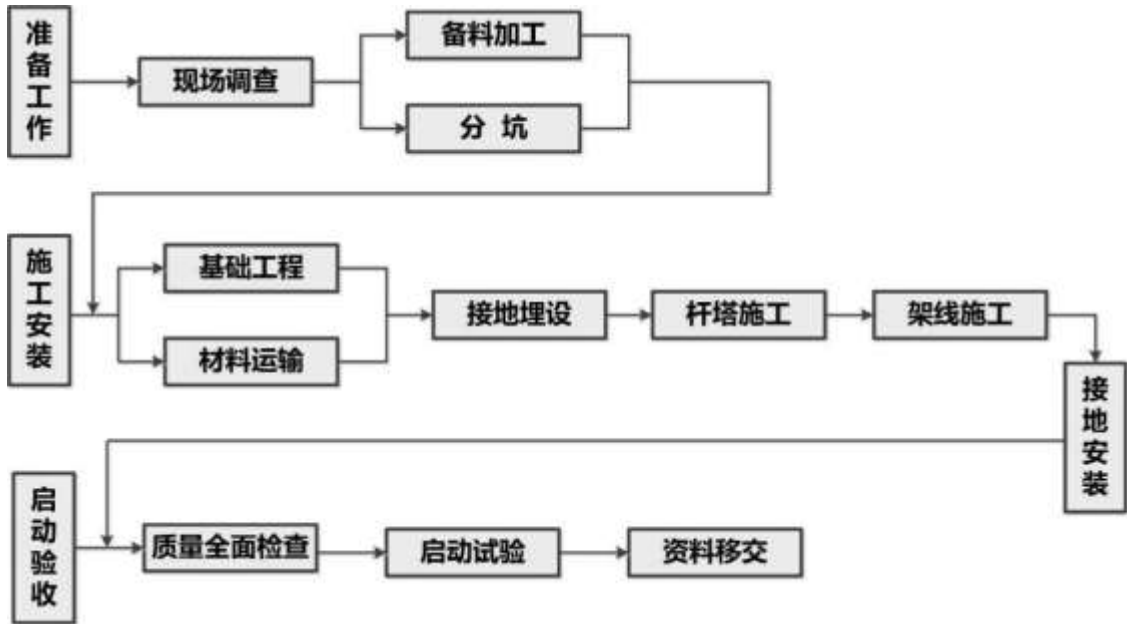 准备工作
现场调查
备料加工
分 坑
施工安装
基础工程
材料运输
接地埋设
杆塔施工
架线施工
接地安装
启动验收
质量全面检查
启动试验
资料移交